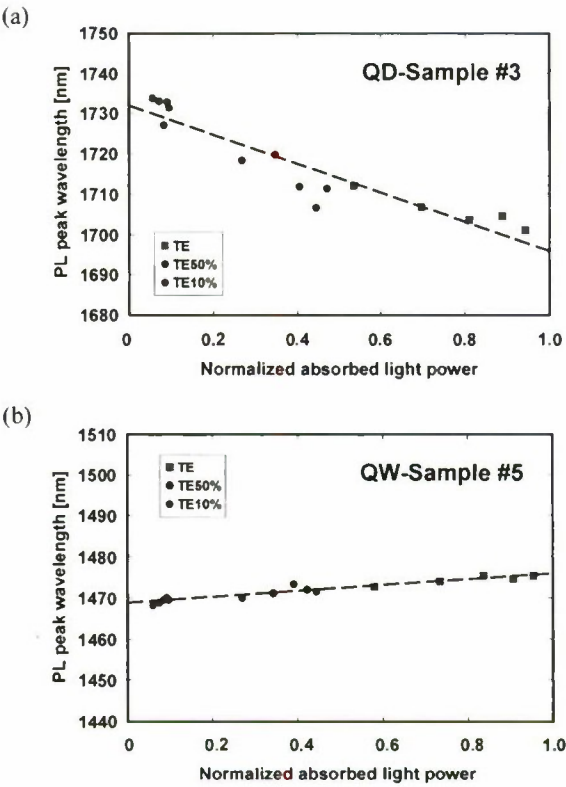 (a)
1750
1740
1730
1720
1710
1700
1690
1680
PL peak wavelength [nm]
QD-Sample #3
TE
TE50%
TE10%
0 0.2 0.4 0.6 0.8 1.0
Normalized absorbed light power
(b)
1510
1500
1490
1480
1470
1460
1450
1440
PL peak wavelength [nm]
QW-Sample #5
TE
TE50%
TE10%
0 0.2 0.4 0.6 0.8 1.0
Normalized absorbed light power